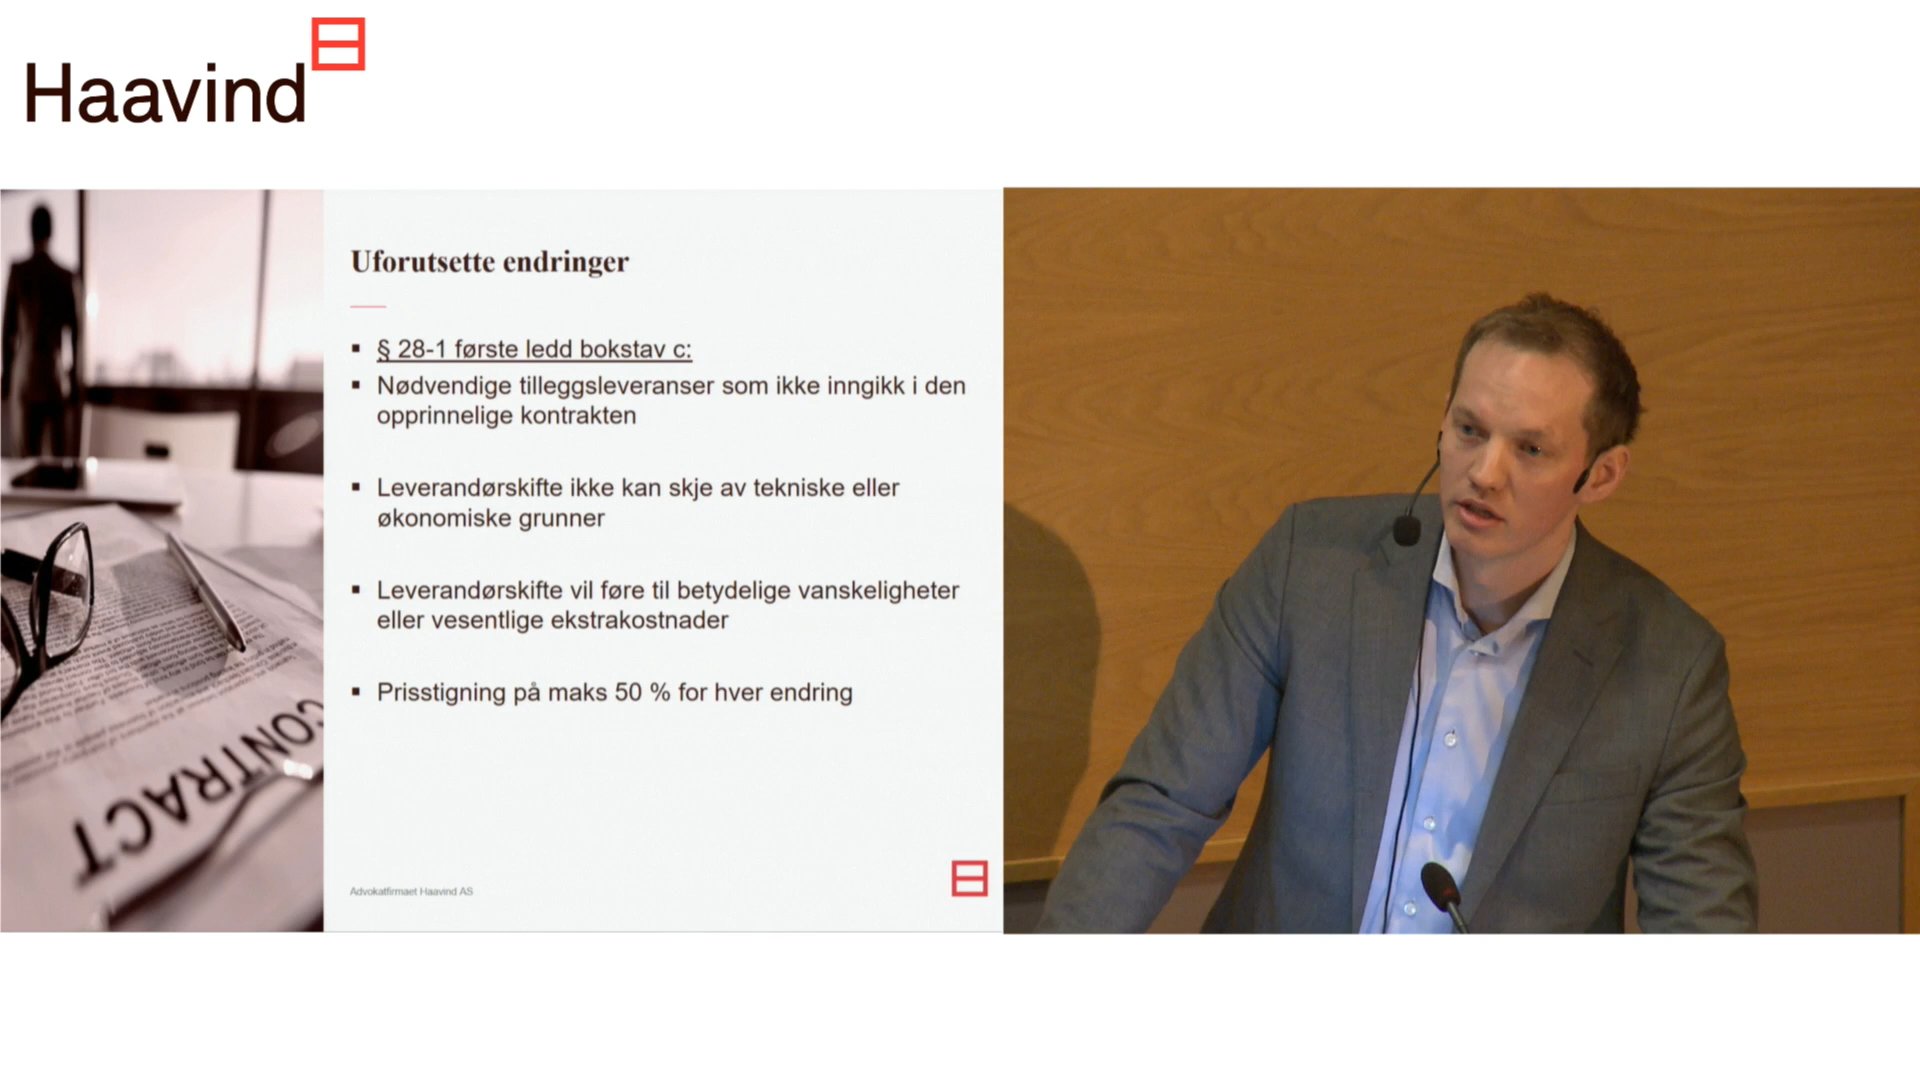 Haavind
Uforutsette endringer
▪ § 28-1 første ledd bokstav c:
▪ Nødvendige tilleggsleveranser som ikke inngikk i den
opprinnelige kontrakten
▪ Leverandørskifte ikke kan skje av tekniske eller
økonomiske grunner
▪ Leverandørskifte vil føre til betydelige vanskeligheter
eller vesentlige ekstrakostnader
▪ Prisstigning på maks 50 % for hver endring
CONTRACT
Advokatfirmaet Haavind AS